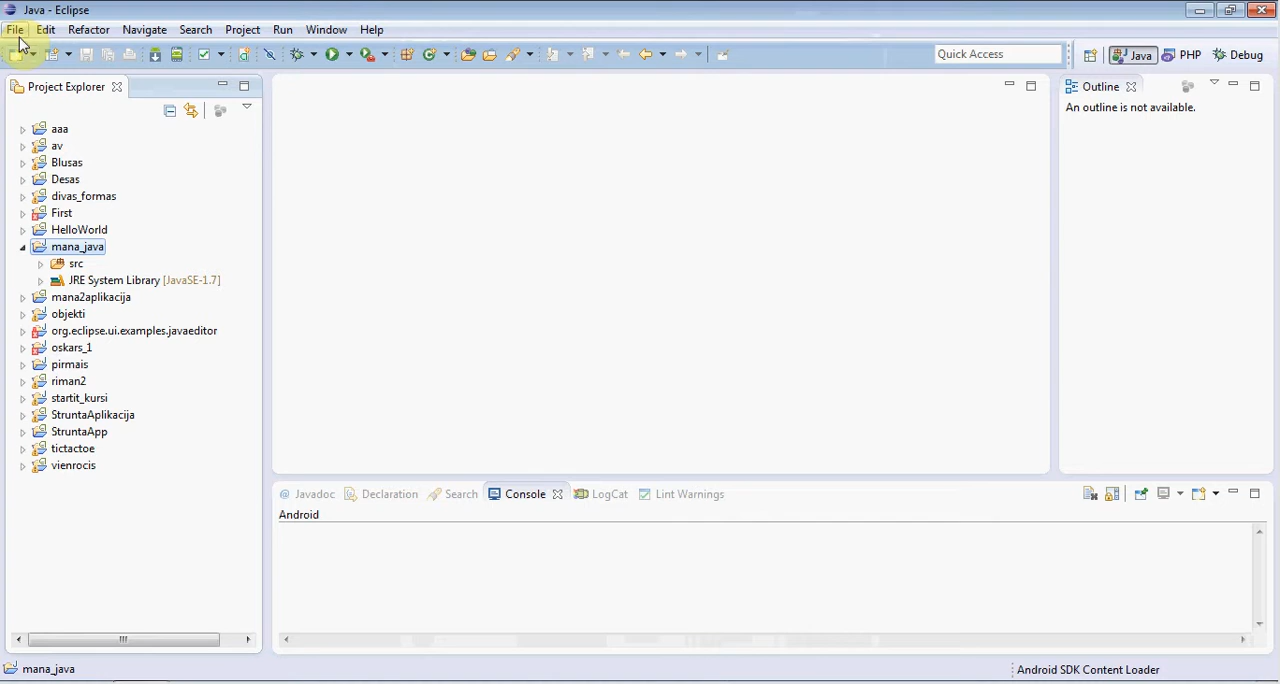 Java - Eclipse
File Edit Refactor Navigate Search Project Run Window Help
Quick Access Java PHP Debug
Project Explorer
Outline
An outline is not available.
aaa
av
Blusas
Desas
divas_formas
First
HelloWorld
mana_java
src
JRE System Library [JavaSE-1.7]
mana2aplikacija
objekti
org.eclipse.ui.examples.javaeditor
oskars_1
pirmais
riman2
startit_kursi
StruntaAplikacija
StruntaApp
tictactoe
vienrocis
@ Javadoc Declaration Search Console LogCat Lint Warnings
Android
mana_java Android SDK Content Loader